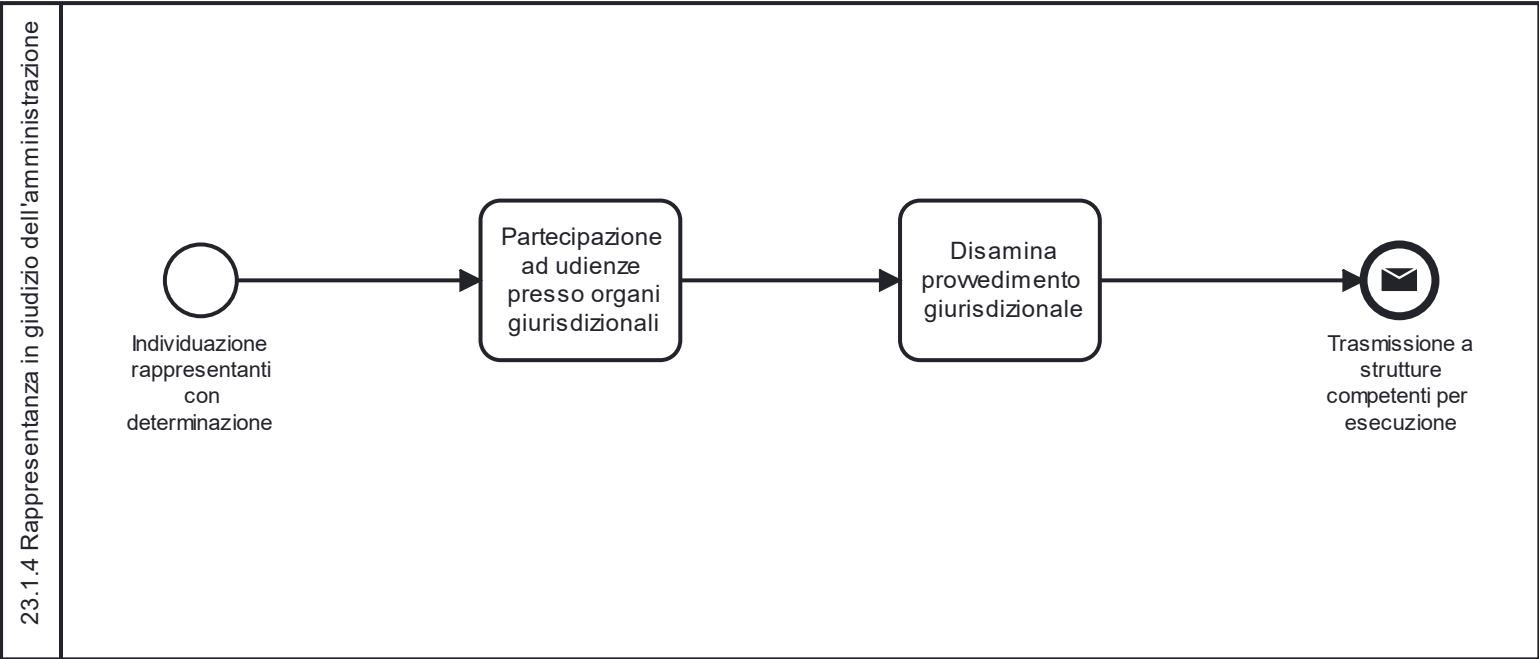 23.1.4 Rappresentanza in giudizio dell'amministrazione
Individuazione
rappresentanti
con
determinazione
Partecipazione
ad udienze
presso organi
giurisdizionali
Disamina
provvedimento
giurisdizionale
Trasmissione a
strutture
competenti per
esecuzione